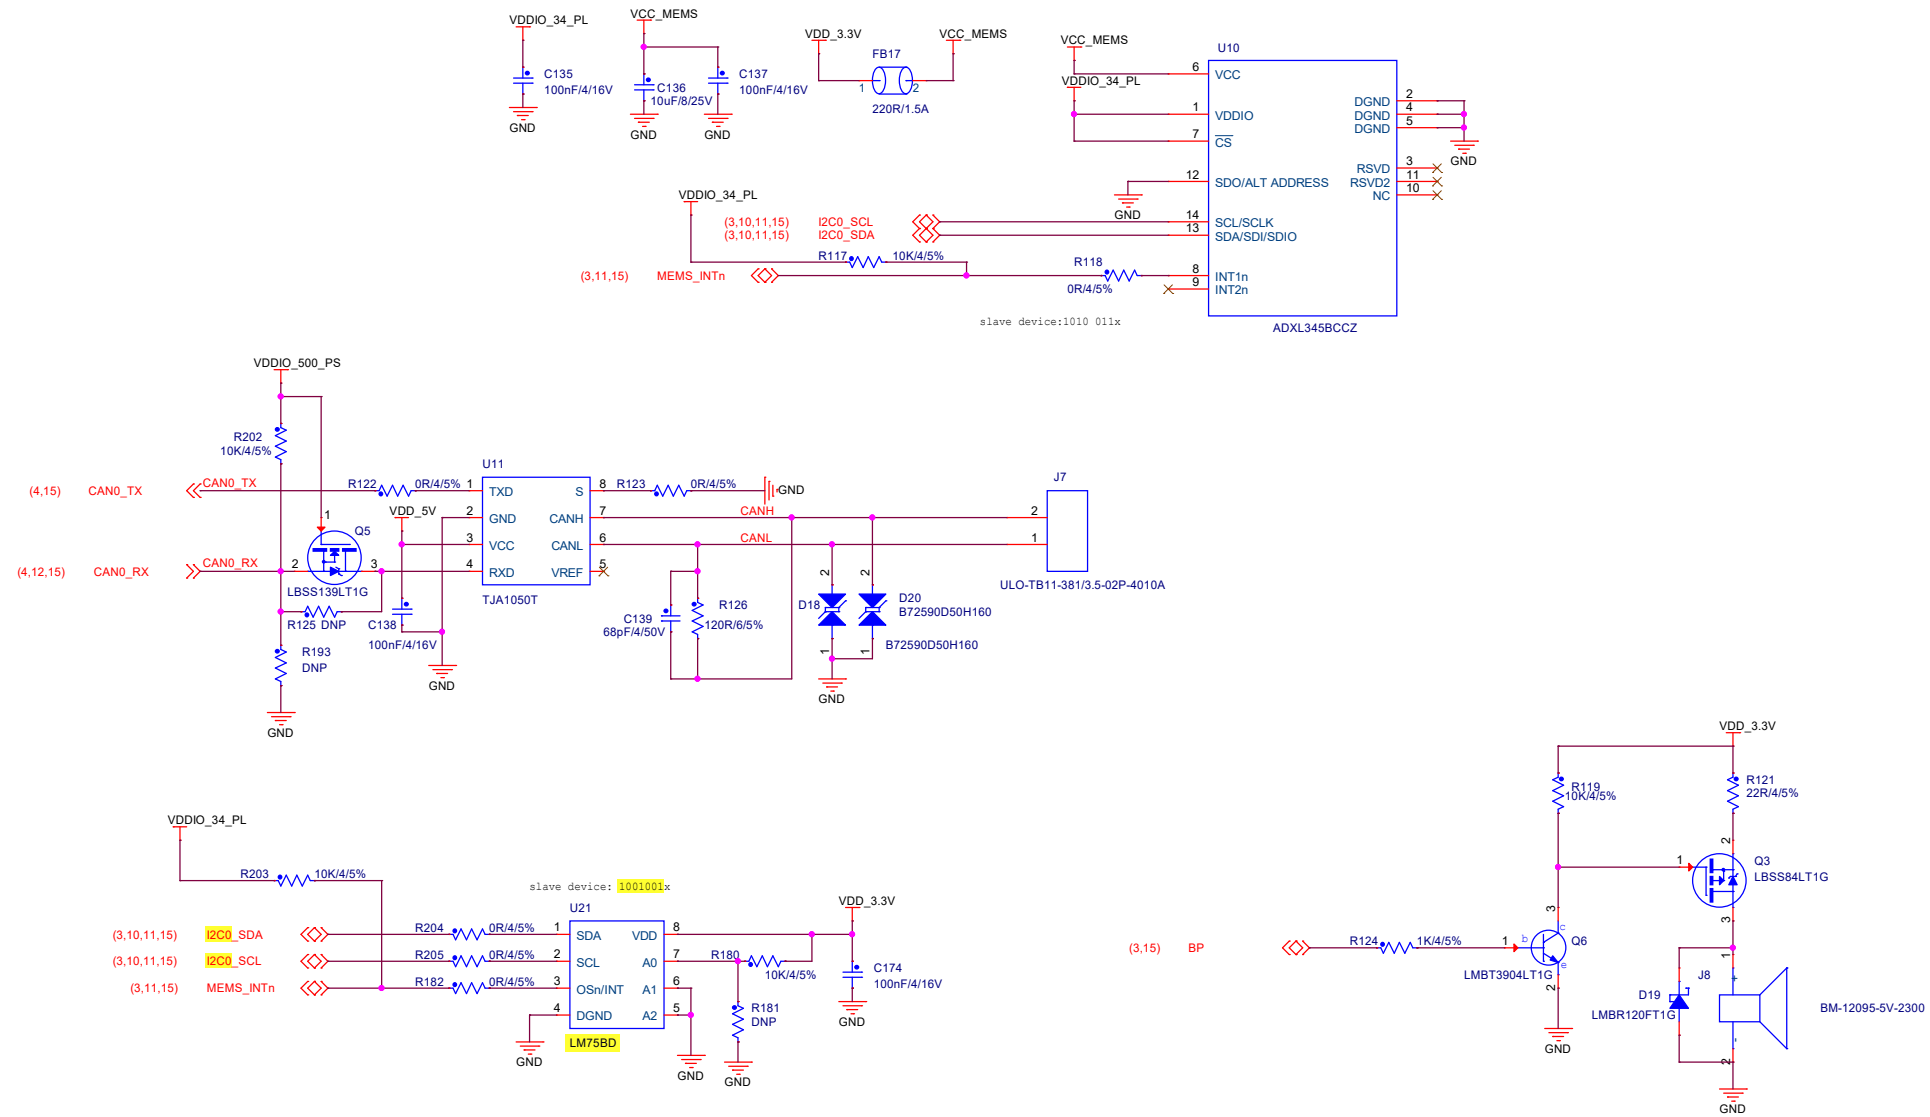 VDDIO_34_PL
C135
100nF/4/16V
GND
VCC_MEMS
C136
10uF/8/25V
GND
C137
100nF/4/16V
GND
VDD_3.3V
FB17
1
2
220R/1.5A
VCC_MEMS
VCC_MEMS
VDDIO_34_PL
U10
6 VCC
1 VDDIO
7 CS
12 SDO/ALT ADDRESS
GND
14 SCL/SCLK
13 SDA/SDI/SDIO
8 INT1n
9 INT2n
DGND 2
DGND 4
DGND 5
GND
RSVD 3
RSVD2 11
NC 10
ADXL345BCCZ
VDDIO_34_PL
(3,10,11,15) I2C0_SCL
(3,10,11,15) I2C0_SDA
R117 10K/4/5%
(3,11,15) MEMS_INTn
R118
0R/4/5%
slave device:1010 011x
VDDIO_500_PS
R202
10K/4/5%
(4,15) CAN0_TX
CAN0_TX
R122 0R/4/5%
1
Q5
(4,12,15) CAN0_RX
CAN0_RX
2
3
LBSS139LT1G
R125 DNP
R193
DNP
GND
VDD_5V
C138
100nF/4/16V
GND
U11
1 TXD
2 GND
3 VCC
4 RXD
S 8
CANH 7
CANL 6
VREF 5
TJA1050T
R123 0R/4/5%
GND
CANH
CANL
C139
68pF/4/50V
R126
120R/6/5%
2
2
D18
D20
B72590D50H160
B72590D50H160
1
1
GND
J7
2
1
ULO-TB11-381/3.5-02P-4010A
VDDIO_34_PL
R203 10K/4/5%
slave device: 1001001x
U21
(3,10,11,15) I2C0_SDA
R204 0R/4/5%
(3,10,11,15) I2C0_SCL
R205 0R/4/5%
(3,11,15) MEMS_INTn
R182 0R/4/5%
1 SDA
2 SCL
3 OSn/INT
4 DGND
VDD 8
A0 7
A1 6
A2 5
LM75BD
GND
GND
R180
10K/4/5%
R181
DNP
GND
VDD_3.3V
C174
100nF/4/16V
GND
VDD_3.3V
R119
10K/4/5%
R121
22R/4/5%
2
1
Q3
LBSS84LT1G
3
(3,15) BP
R124 1K/4/5%
1
b
3
c
Q6
e
LMBT3904LT1G
2
GND
1
J8
+
D19
LMBR120FT1G
BM-12095-5V-2300
-
2
GND